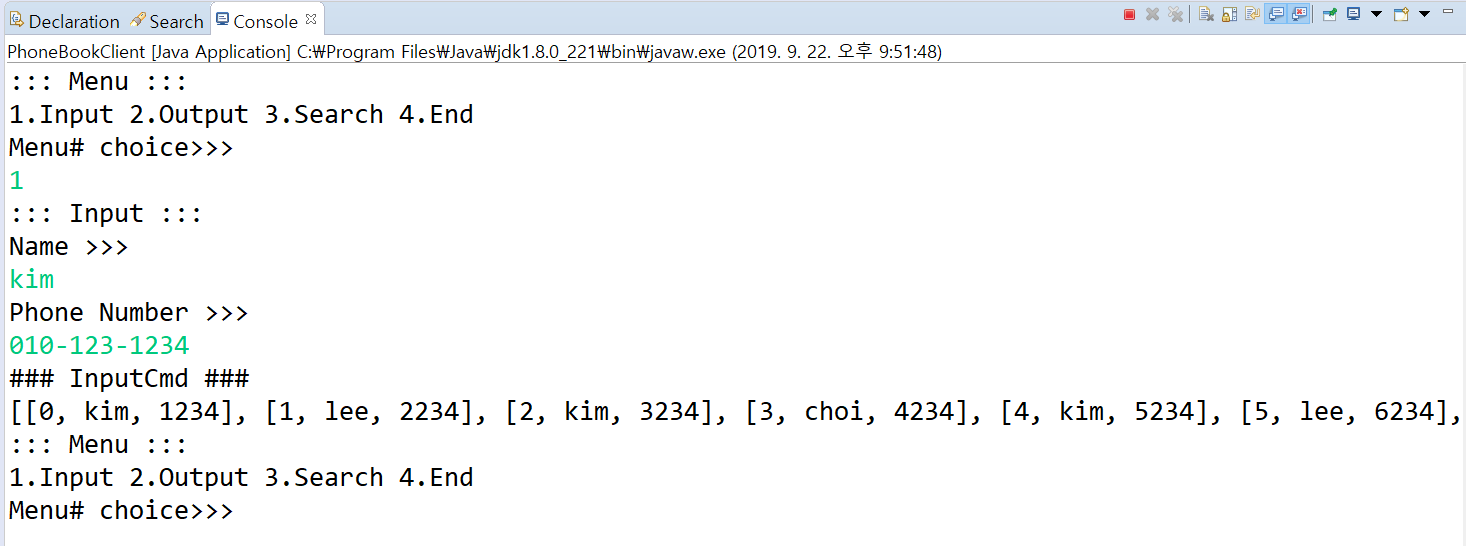 Declaration Search Console
PhoneBookClient [Java Application] C:₩Program Files₩Java₩jdk1.8.0_221₩bin₩javaw.exe (2019. 9. 22. 오후 9:51:48)
::: Menu :::
1.Input 2.Output 3.Search 4.End
Menu# choice>>>
1
::: Input :::
Name >>>
kim
Phone Number >>>
010-123-1234
### InputCmd ###
[[0, kim, 1234], [1, lee, 2234], [2, kim, 3234], [3, choi, 4234], [4, kim, 5234], [5, lee, 6234],
::: Menu :::
1.Input 2.Output 3.Search 4.End
Menu# choice>>>